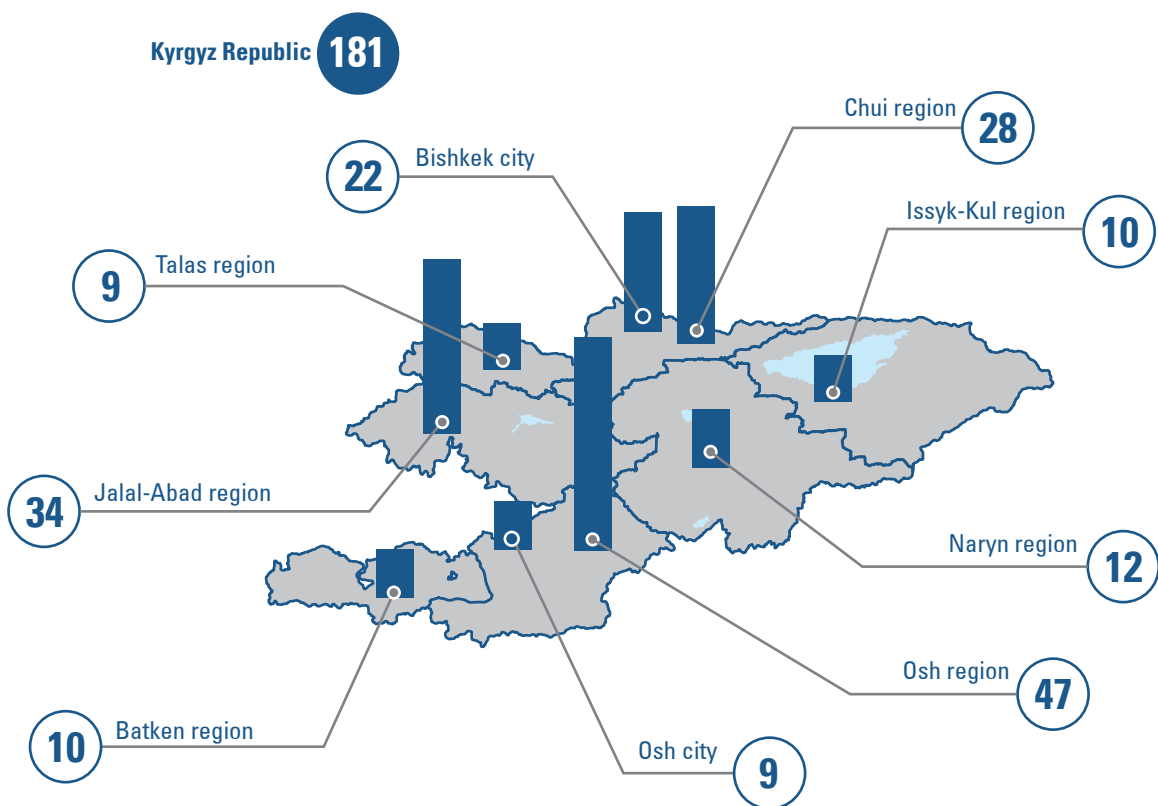 Kyrgyz Republic 181
Chui region 28
Bishkek city 22
Issyk-Kul region 10
Talas region 9
Jalal-Abad region 34
Naryn region 12
Osh region 47
Batken region 10
Osh city 9